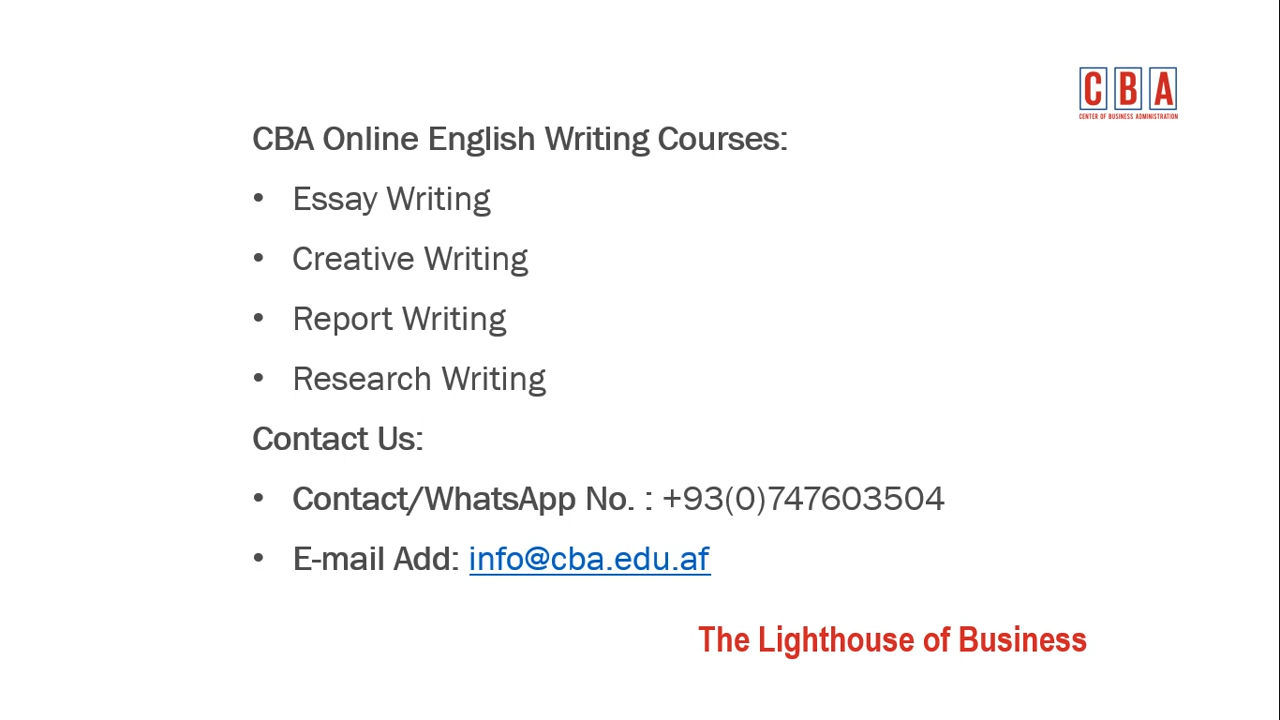 C B A
CENTER OF BUSINESS ADMINISTRATION
CBA Online English Writing Courses:
• Essay Writing
• Creative Writing
• Report Writing
• Research Writing
Contact Us:
• Contact/WhatsApp No. : +93(0)747603504
• E-mail Add: info@cba.edu.af
The Lighthouse of Business